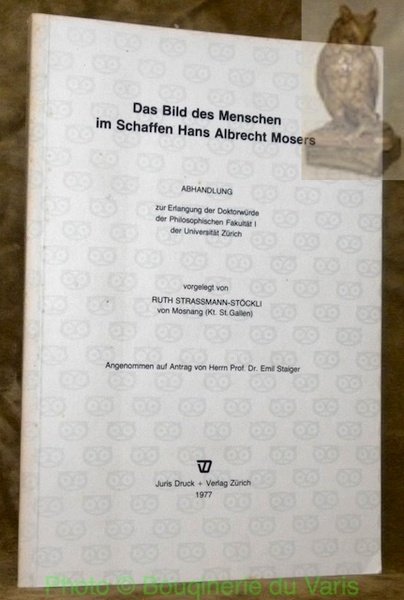 Das Bild des Menschen
im Schaffen Hans Albrecht Mosers
ABHANDLUNG
zur Erlangung der Doktorwürde
der Philosophischen Fakultät I
der Universität Zürich
vorgelegt von
RUTH STRASSMANN-STÖCKLI
von Mosnang (Kt. St. Gallen)
Angenommen auf Antrag von Herrn Prof. Dr. Emil Staiger
Juris Druck + Verlag Zürich
1977
Photo © Bouqinerie du Varis